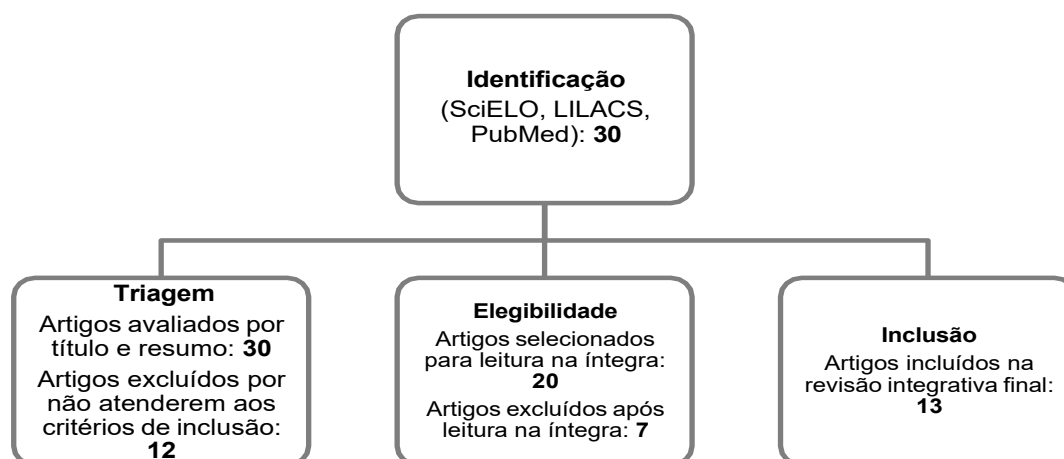 Identificação
(SciELO, LILACS,
PubMed): 30
Triagem
Artigos avaliados por
título e resumo: 30
Artigos excluídos por
não atenderem aos
critérios de inclusão:
12
Elegibilidade
Artigos selecionados
para leitura na íntegra:
20
Artigos excluídos após
leitura na íntegra: 7
Inclusão
Artigos incluídos na
revisão integrativa final:
13